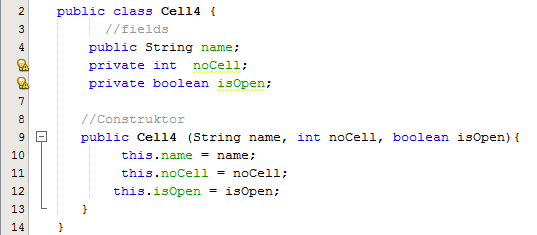 2 public class Cell4 {
3 //fields
4 public String name;
private int  noCell;
private boolean isOpen;
7
8 //Construktor
9 public Cell4 (String name, int noCell, boolean isOpen){
10 this.name = name;
11 this.noCell = noCell;
12 this.isOpen = isOpen;
13 }
14 }